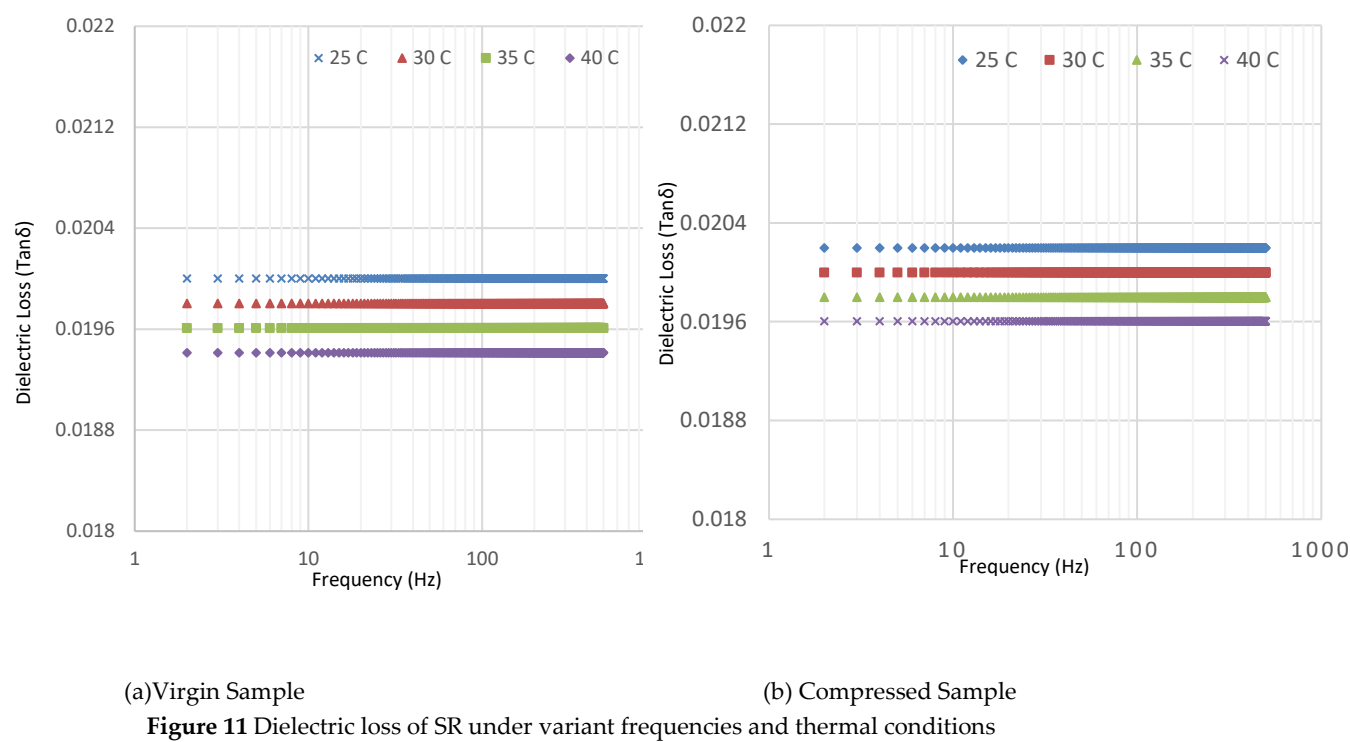 0.022
× 25 C ▲ 30 C ■ 35 C ◆ 40 C
0.0212
0.0204
0.0196
0.0188
0.018
1 10 100 1
Dielectric Loss (Tanδ)
Frequency (Hz)
0.022
◆ 25 C ■ 30 C ▲ 35 C × 40 C
0.0212
0.0204
0.0196
0.0188
0.018
1 10 100 1000
Dielectric Loss (Tanδ)
Frequency (Hz)
(a)Virgin Sample
(b) Compressed Sample
Figure 11 Dielectric loss of SR under variant frequencies and thermal conditions